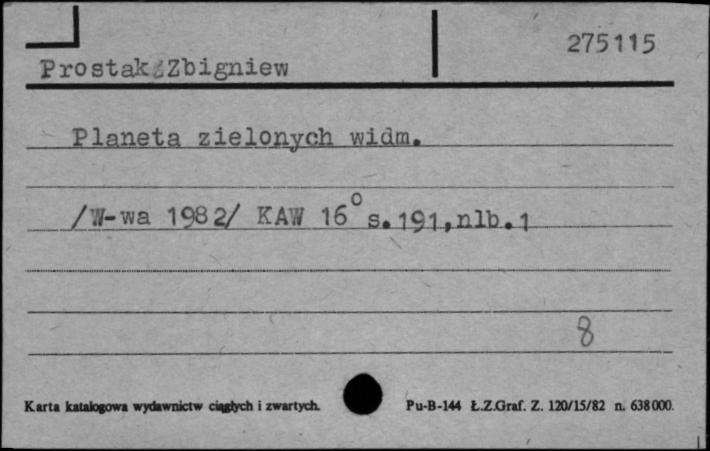 275115
Prostak Zbigniew
Planeta zielonych widm.
/W-wa 1982/ KAW 16° s.191,nlb.1
8
Karta katalogowa wydawnictw ciągłych i zwartych.
Pu-B-144 Ł.Z.Graf. Z. 120/15/82 n. 638000.